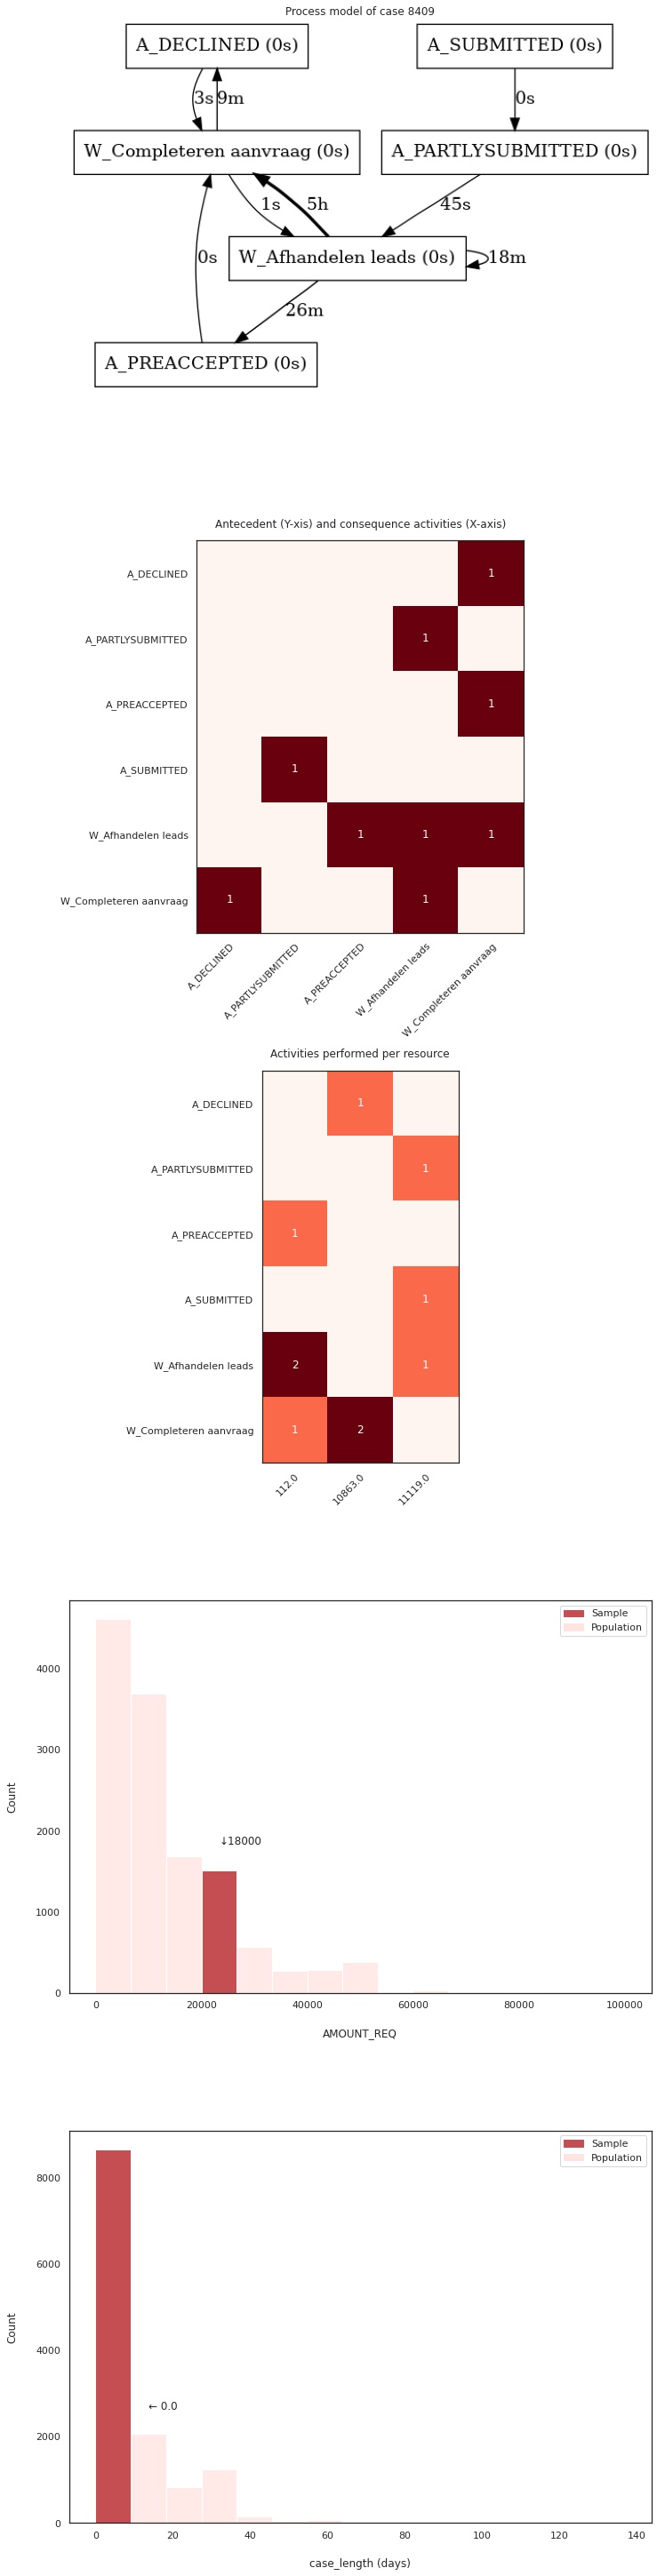 Process model of case 8409
A_DECLINED (0s)
A_SUBMITTED (0s)
3s
9m
0s
W_Completeren aanvraag (0s)
A_PARTLYSUBMITTED (0s)
1s
5h
45s
0s
W_Afhandelen leads (0s)
18m
26m
A_PREACCEPTED (0s)
Antecedent (Y-xis) and consequence activities (X-axis)
A_DECLINED
1
A_PARTLYSUBMITTED
1
A_PREACCEPTED
1
A_SUBMITTED
1
W_Afhandelen leads
1
1
1
W_Completeren aanvraag
1
1
A_DECLINED
A_PARTLYSUBMITTED
A_PREACCEPTED
W_Afhandelen leads
W_Completeren aanvraag
Activities performed per resource
A_DECLINED
1
A_PARTLYSUBMITTED
1
A_PREACCEPTED
1
A_SUBMITTED
1
W_Afhandelen leads
2
1
W_Completeren aanvraag
1
2
112.0
10863.0
11119.0
Sample
Population
4000
3000
2000
1000
0
Count
↓18000
0
20000
40000
60000
80000
100000
AMOUNT_REQ
Sample
Population
8000
6000
4000
2000
0
Count
← 0.0
0
20
40
60
80
100
120
140
case_length (days)